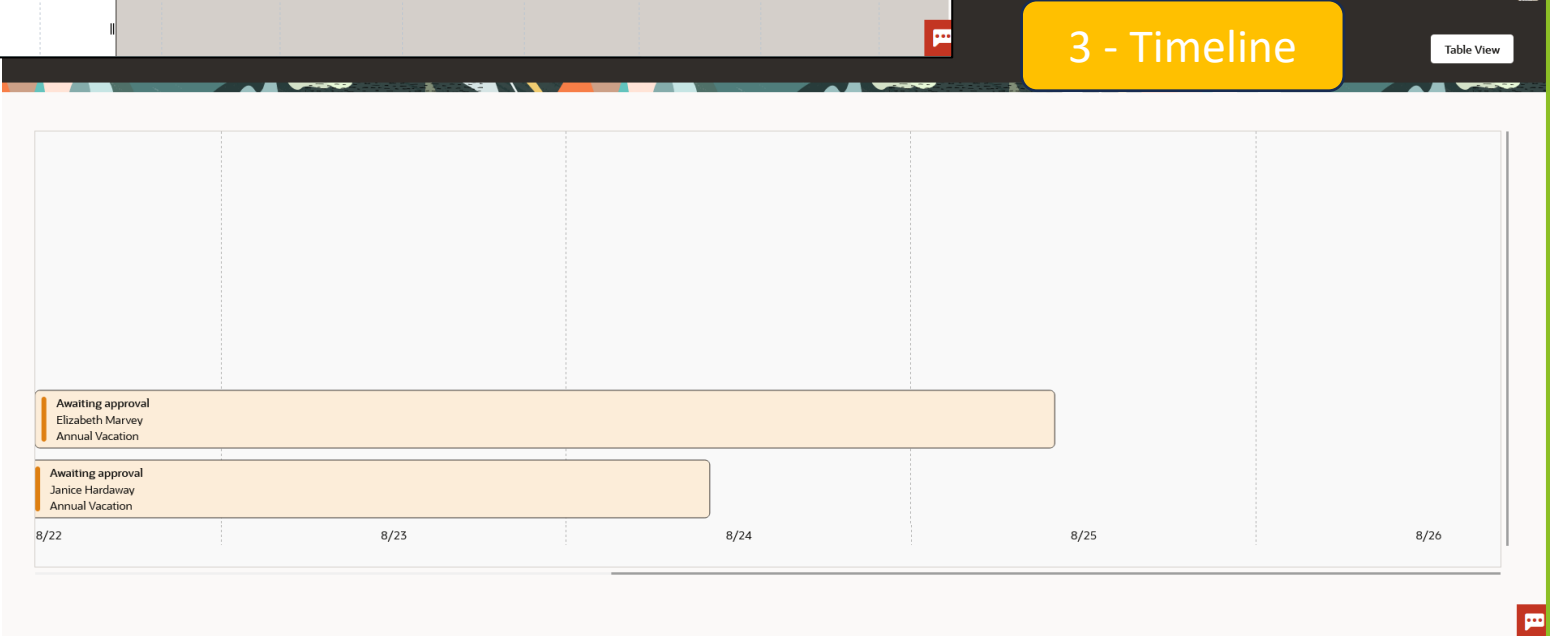 3 - Timeline
Table View
Awaiting approval
Elizabeth Marvey
Annual Vacation
Awaiting approval
Janice Hardaway
Annual Vacation
8/22 8/23 8/24 8/25 8/26